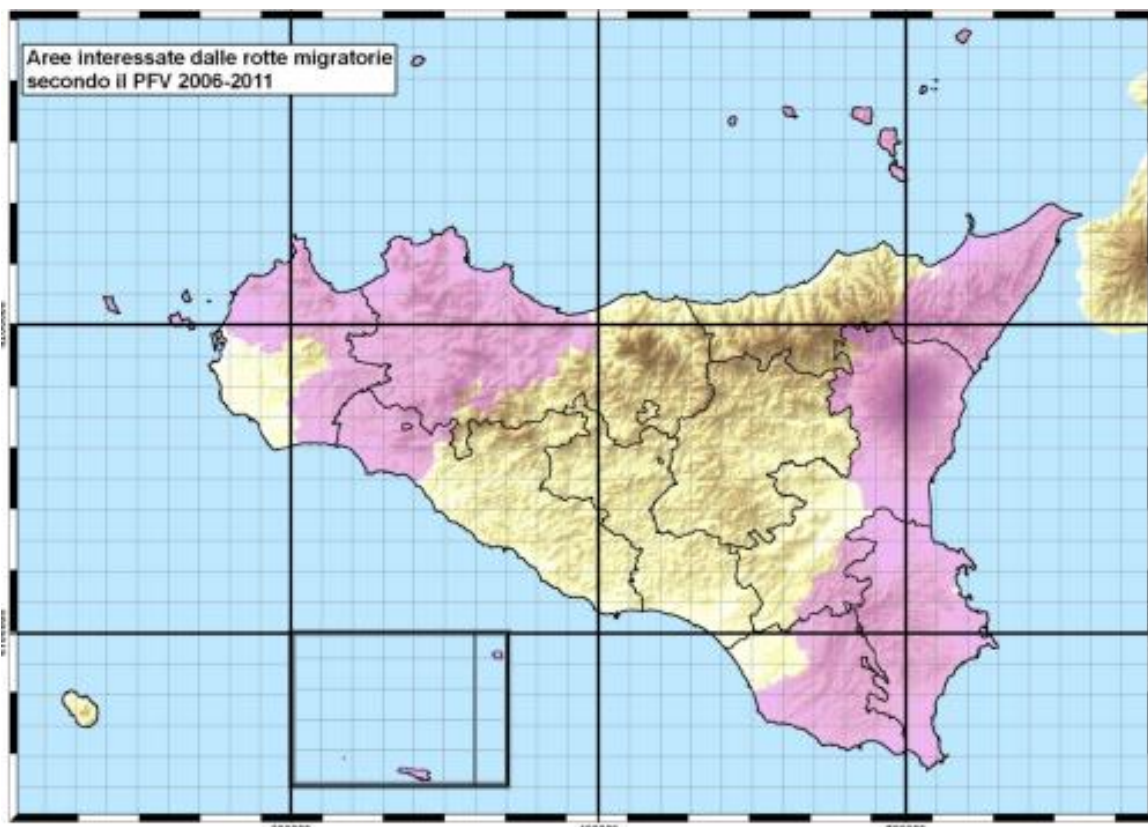 Aree interessate dalle rotte migratorie
secondo il PFV 2006-2011